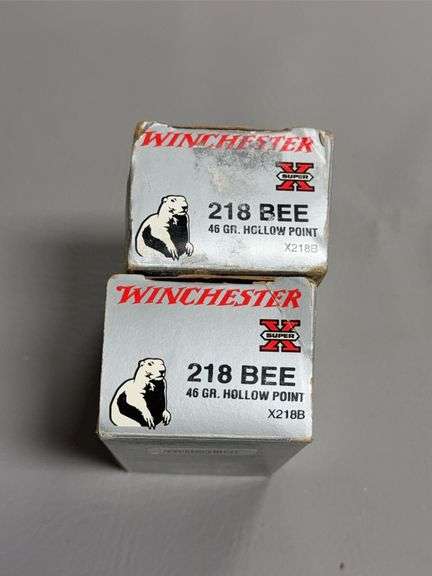 WINCHESTER
SUPER X
218 BEE
46 GR. HOLLOW POINT
X218B
WINCHESTER
SUPER X
218 BEE
46 GR. HOLLOW POINT
X218B